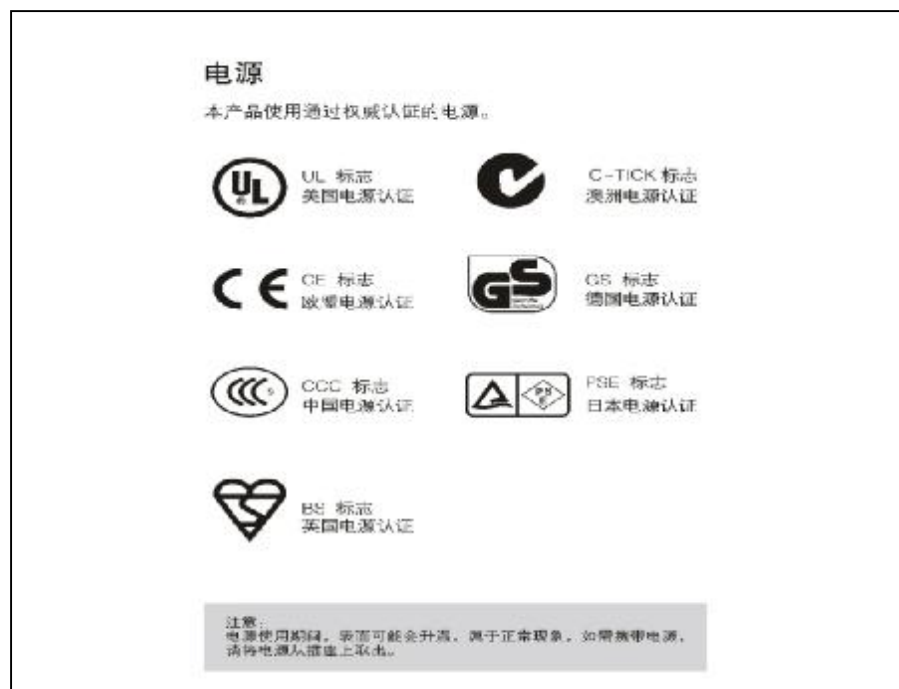 电源
本产品使用通过权威认证的电源。
UL 标志
美国电源认证
C-TICK 标志
澳洲电源认证
CE 标志
欧盟电源认证
GS 标志
德国电源认证
CCC 标志
中国电源认证
PSE 标志
日本电源认证
BS 标志
英国电源认证
注意:
电源使用期间,表面可能会升温,属于正常现象,如需携带电源,
请将电源从插座上取出。